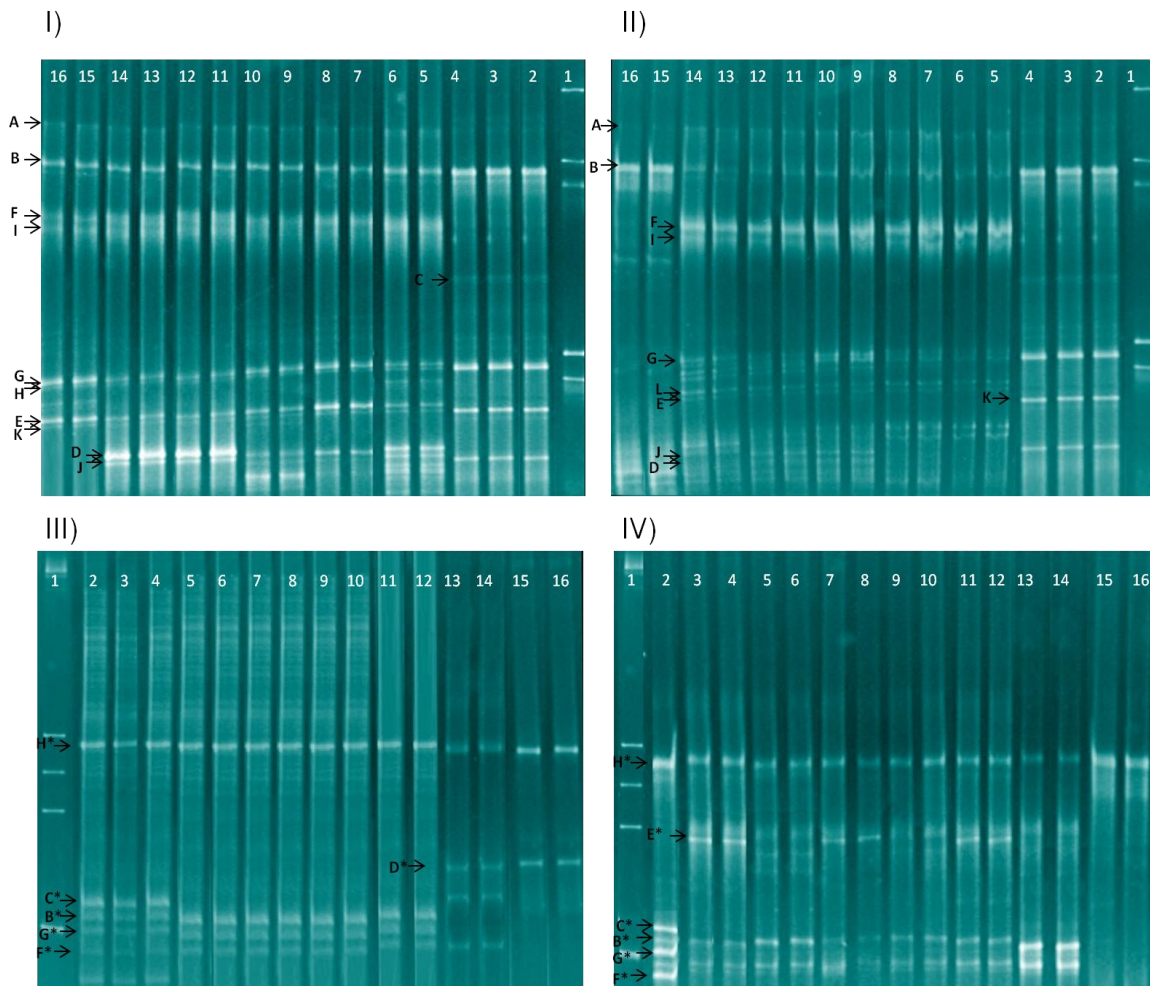 I)
16 15 14 13 12 11 10 9 8 7 6 5 4 3 2 1
A
B
F
I
C
G
H
E
K
D
J
II)
16 15 14 13 12 11 10 9 8 7 6 5 4 3 2 1
A
B
F
I
G
L
E
K
J
D
III)
1 2 3 4 5 6 7 8 9 10 11 12 13 14 15 16
H*
D*
C*
B*
G*
F*
IV)
1 2 3 4 5 6 7 8 9 10 11 12 13 14 15 16
H*
E*
C*
B*
G*
F*